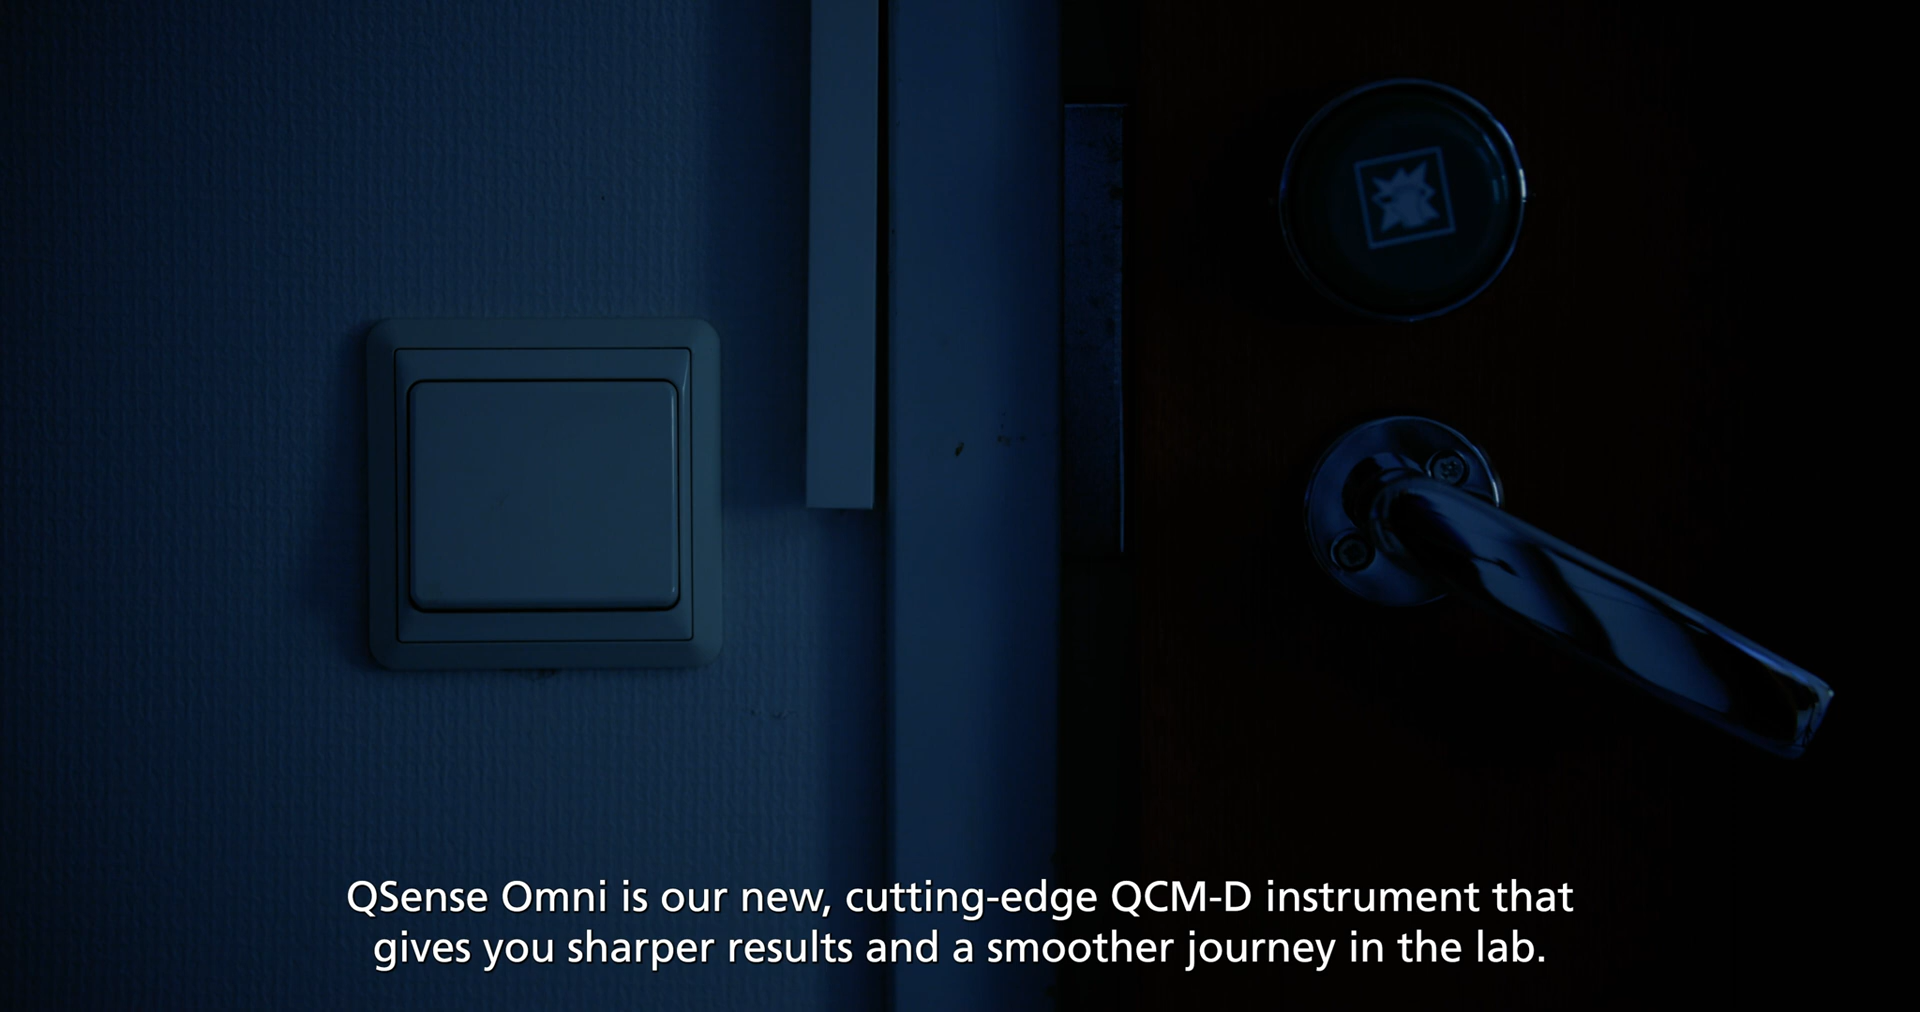 QSense Omni is our new, cutting-edge QCM-D instrument that
gives you sharper results and a smoother journey in the lab.